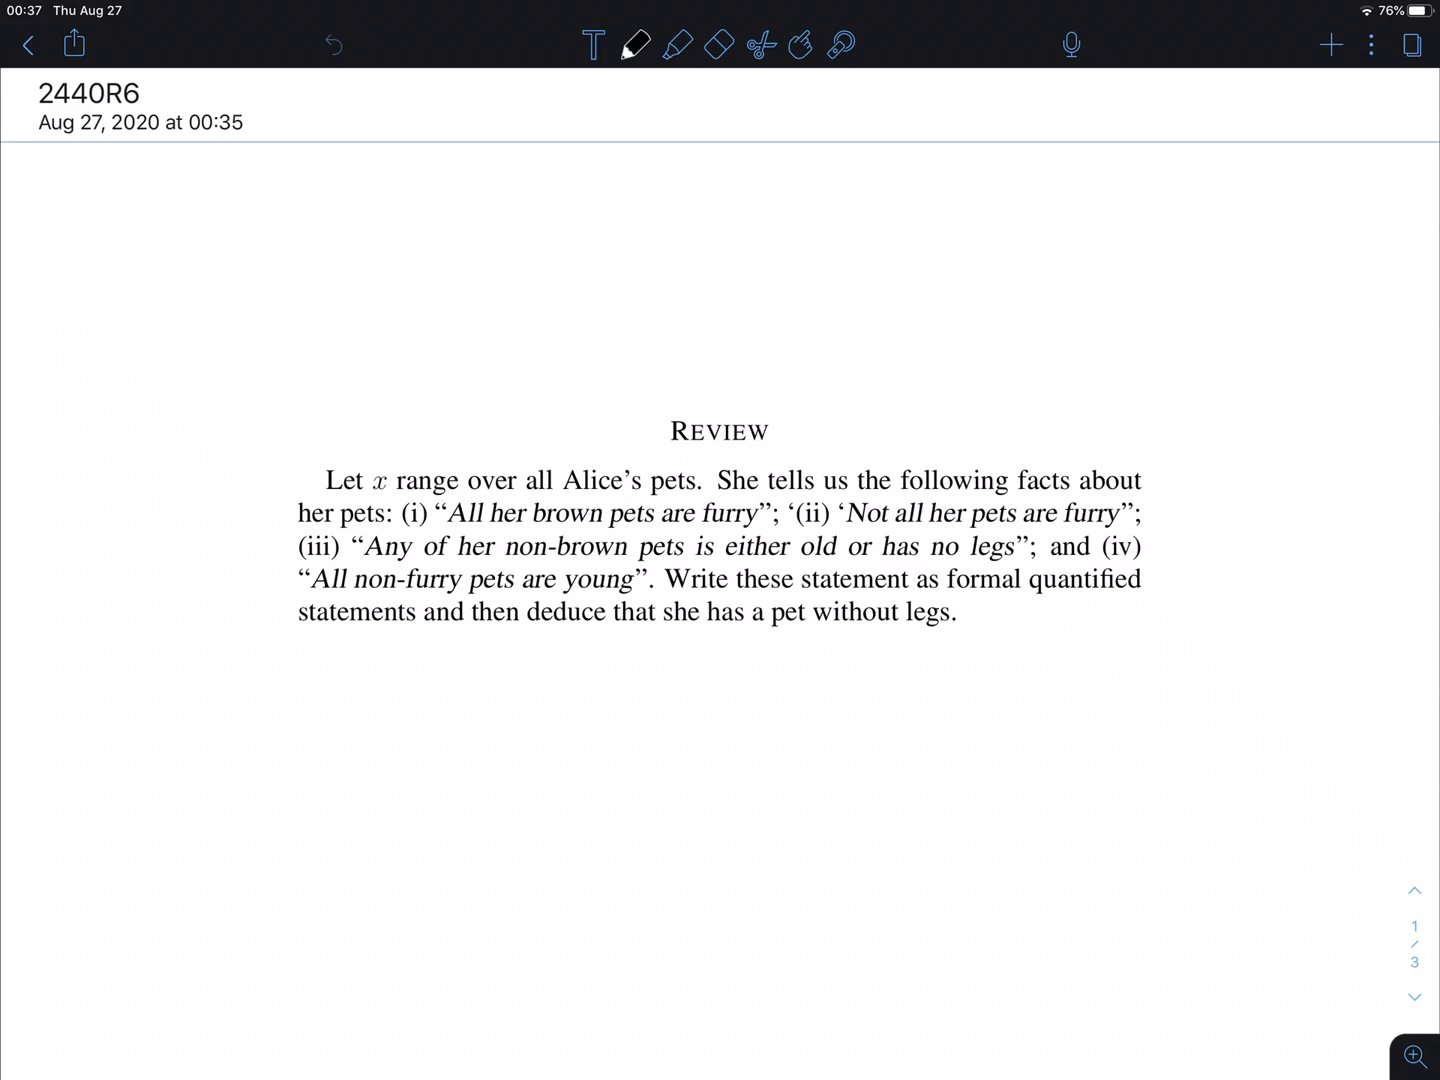 00:37 Thu Aug 27
76%
2440R6
Aug 27, 2020 at 00:35
REVIEW
Let x range over all Alice's pets. She tells us the following facts about
her pets: (i) “All her brown pets are furry”; ‘(ii) ‘Not all her pets are furry”;
(iii) “Any of her non-brown pets is either old or has no legs”; and (iv)
“All non-furry pets are young”. Write these statement as formal quantified
statements and then deduce that she has a pet without legs.
1
/
3